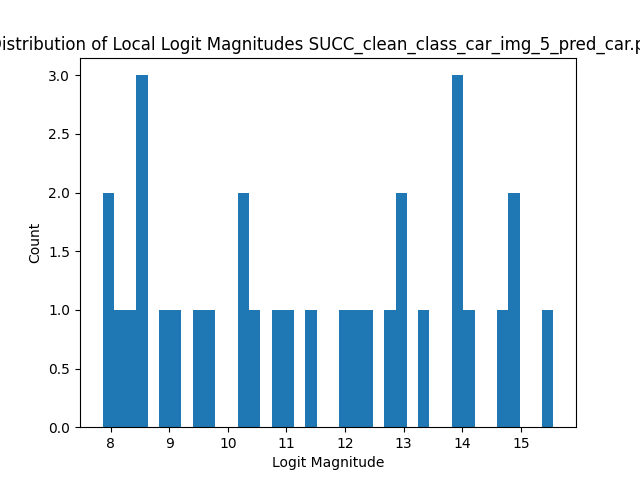 Distribution of Local Logit Magnitudes SUCC_clean_class_car_img_5_pred_car.p
3.0
2.5
2.0
1.5
1.0
0.5
0.0
Count
8 9 10 11 12 13 14 15
Logit Magnitude